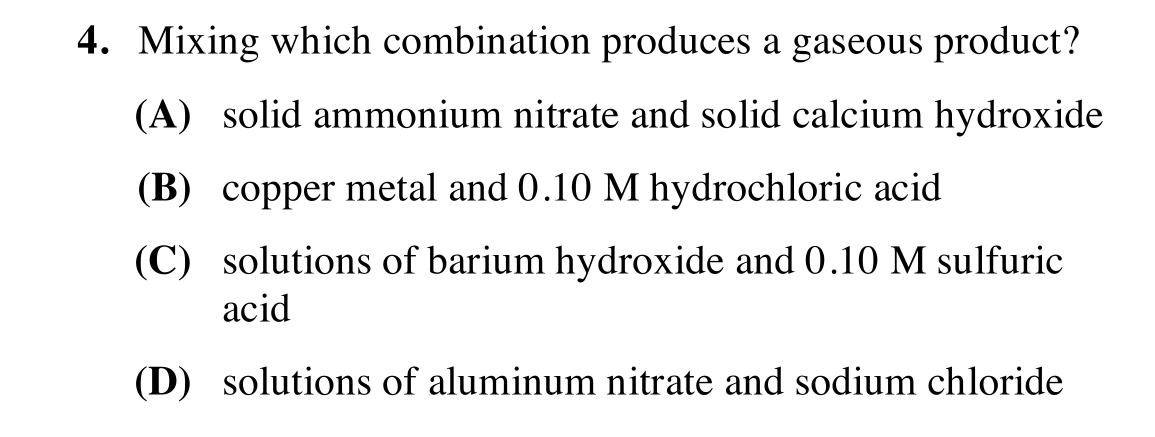 4. Mixing which combination produces a gaseous product?
(A) solid ammonium nitrate and solid calcium hydroxide
(B) copper metal and 0.10 M hydrochloric acid
(C) solutions of barium hydroxide and 0.10 M sulfuric
acid
(D) solutions of aluminum nitrate and sodium chloride